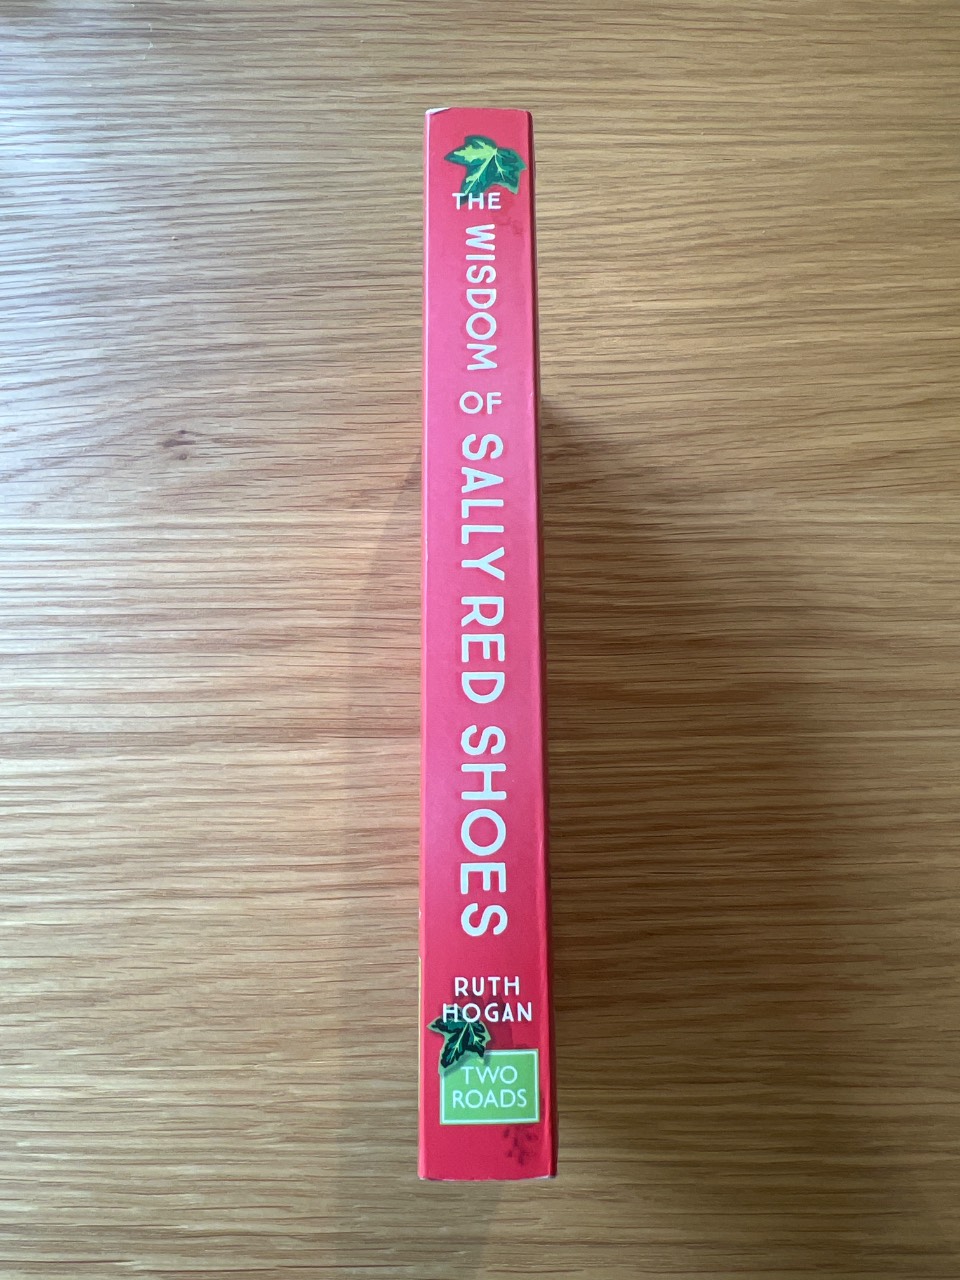 THE WISDOM OF SALLY RED SHOES
RUTH
HOGAN
TWO
ROADS